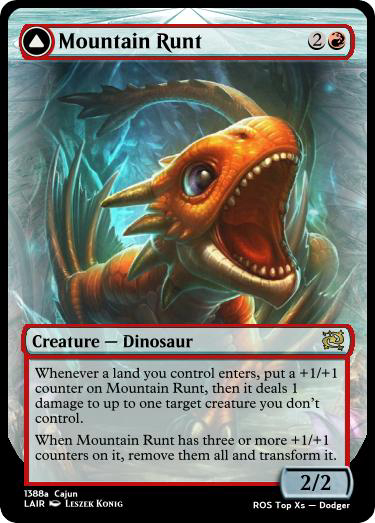 Mountain Runt
2
Creature — Dinosaur
Whenever a land you control enters, put a +1/+1
counter on Mountain Runt, then it deals 1
damage to up to one target creature you don't
control.
When Mountain Runt has three or more +1/+1
counters on it, remove them all and transform it.
2/2
1388a Cajun
LAIR Leszek Konig
ROS Top Xs — Dodger